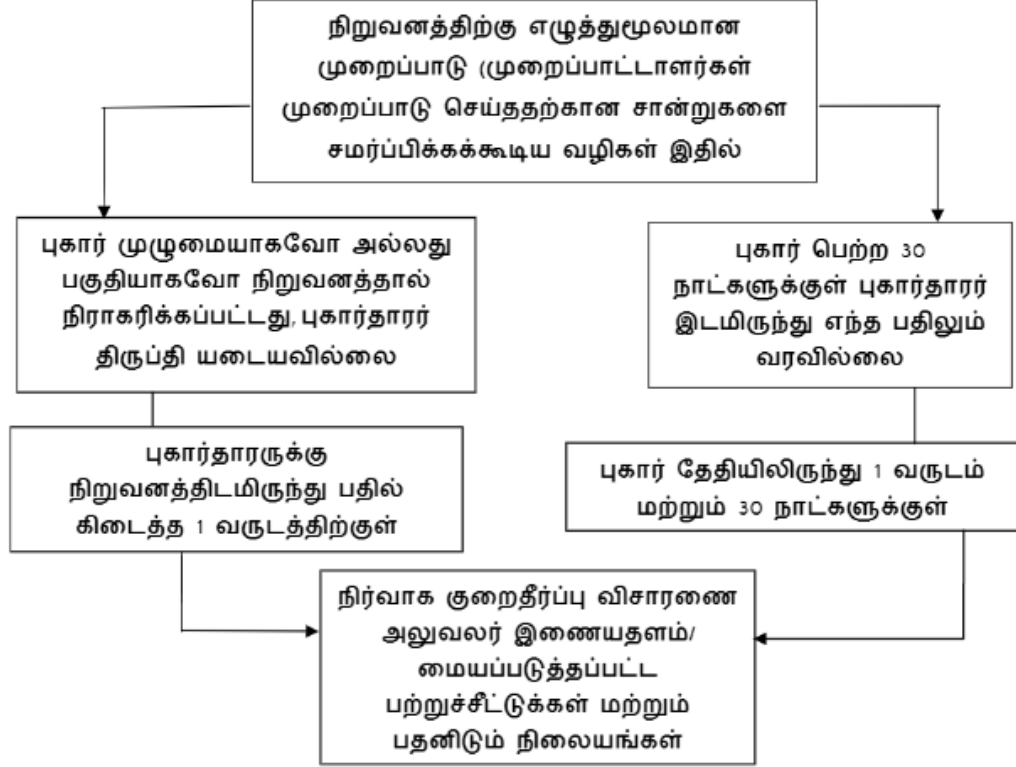 நிறுவனத்திற்கு எழுத்துமூலமான
முறைப்பாடு (முறைப்பாட்டாளர்கள்
முறைப்பாடு செய்ததற்கான சான்றுகளை
சமர்ப்பிக்கக்கூடிய வழிகள் இதில்
புகார் முழுமையாகவோ அல்லது
பகுதியாகவோ நிறுவனத்தால்
நிராகரிக்கப்பட்டது, புகார்தாரர்
திருப்தி யடையவில்லை
புகார் பெற்ற 30
நாட்களுக்குள் புகார்தாரர்
இடமிருந்து எந்த பதிலும்
வரவில்லை
புகார்தாரருக்கு
நிறுவனத்திடமிருந்து பதில்
கிடைத்த 1 வருடத்திற்குள்
புகார் தேதியிலிருந்து 1 வருடம்
மற்றும் 30 நாட்களுக்குள்
நிர்வாக குறைதீர்ப்பு விசாரணை
அலுவலர் இணையதளம்/
மையப்படுத்தப்பட்ட
பற்றுச்சீட்டுக்கள் மற்றும்
பதனிடும் நிலையங்கள்